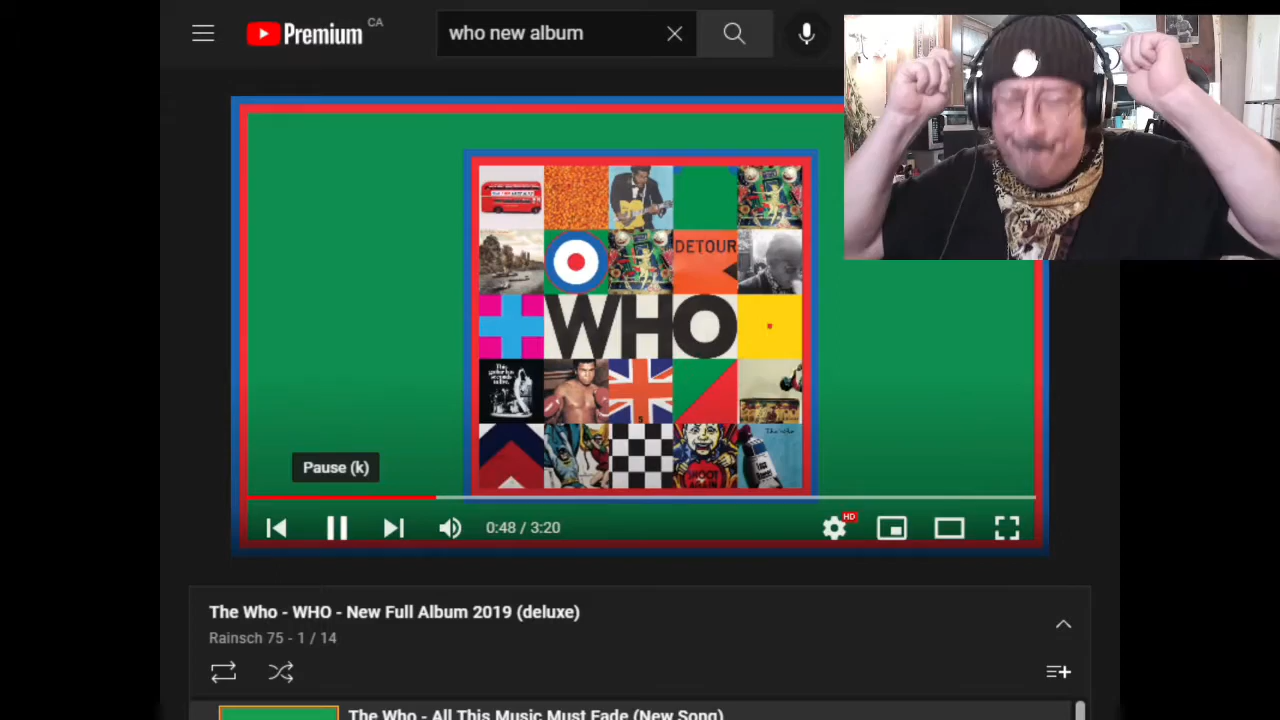 Premium CA
who new album
DETOUR
WHO
Pause (k)
0:48 / 3:20
HD
The Who - WHO - New Full Album 2019 (deluxe)
Rainsch 75 - 1 / 14
The Who - All This Music Must Fade (New Song)